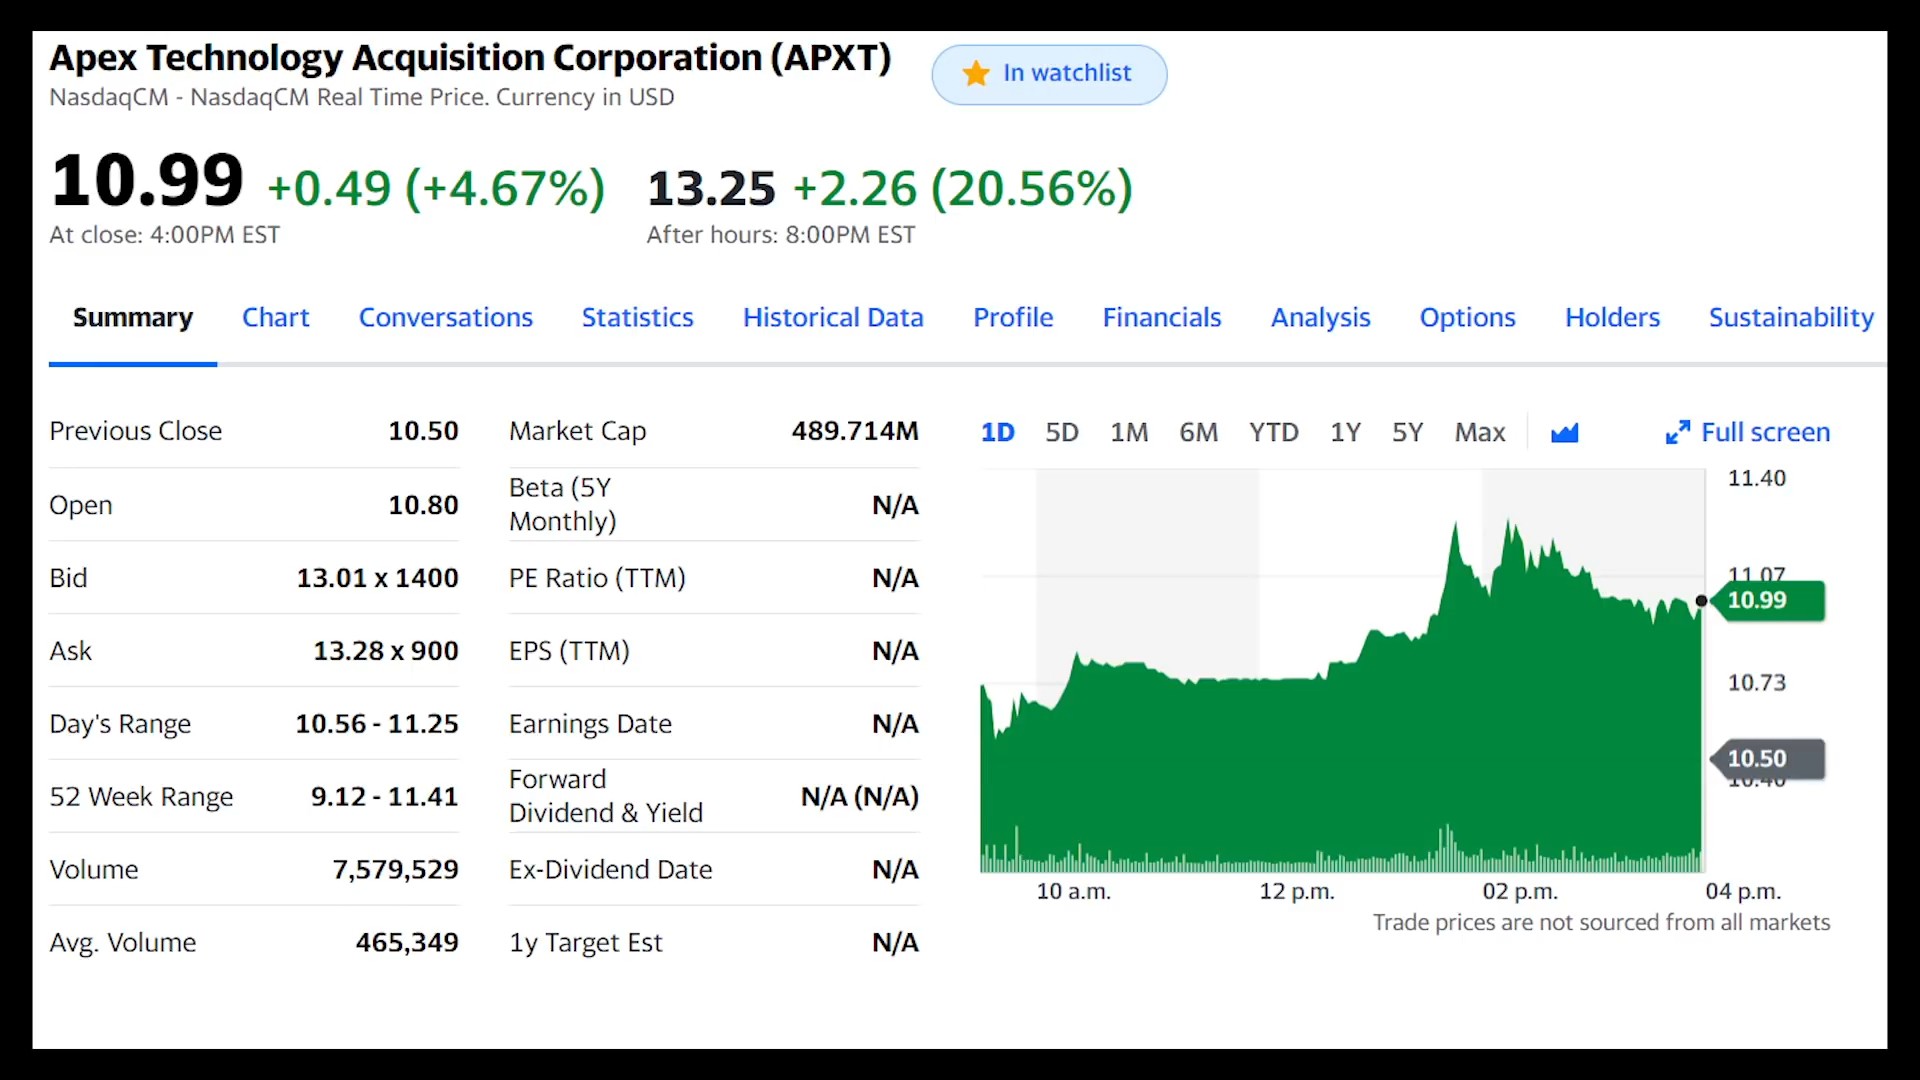 Apex Technology Acquisition Corporation (APXT)
In watchlist
NasdaqCM - NasdaqCM Real Time Price. Currency in USD
10.99 +0.49 (+4.67%) 13.25 +2.26 (20.56%)
At close: 4:00PM EST After hours: 8:00PM EST
Summary Chart Conversations Statistics Historical Data Profile Financials Analysis Options Holders Sustainability
Previous Close 10.50
Open 10.80
Bid 13.01 x 1400
Ask 13.28 x 900
Day's Range 10.56 - 11.25
52 Week Range 9.12 - 11.41
Volume 7,579,529
Avg. Volume 465,349
Market Cap 489.714M
Beta (5Y
Monthly) N/A
PE Ratio (TTM) N/A
EPS (TTM) N/A
Earnings Date N/A
Forward
Dividend & Yield N/A (N/A)
Ex-Dividend Date N/A
1y Target Est N/A
1D 5D 1M 6M YTD 1Y 5Y Max Full screen
11.40
11.07
10.99
10.73
10.50
10.40
10 a.m. 12 p.m. 02 p.m. 04 p.m.
Trade prices are not sourced from all markets